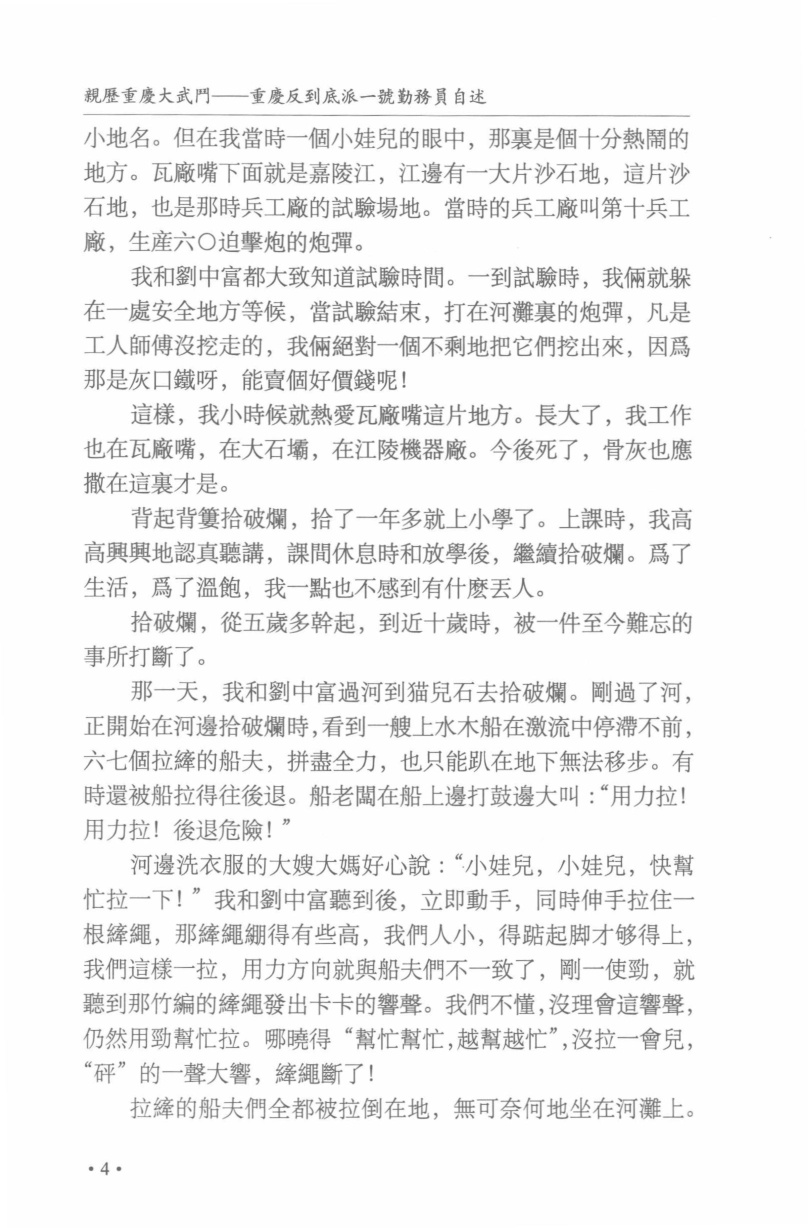 親歷重慶大武鬥——重慶反到底派一號勤務員自述
小地名。但在我當時一個小娃兒的眼中，那裏是個十分熱鬧的
地方。瓦廠嘴下面就是嘉陵江，江邊有一大片沙石地，這片沙
石地，也是那時兵工廠的試驗場地。當時的兵工廠叫第十兵工
廠，生産六〇迫擊炮的炮彈。
我和劉中富都大致知道試驗時間。一到試驗時，我倆就躲
在一處安全地方等候，當試驗結束，打在河灘裏的炮彈，凡是
工人師傅沒挖走的，我倆絕對一個不剩地把它們挖出來，因爲
那是灰口鐵呀，能賣個好價錢呢！
這樣，我小時候就熱愛瓦廠嘴這片地方。長大了，我工作
也在瓦廠嘴，在大石壩，在江陵機器廠。今後死了，骨灰也應
撒在這裏才是。
背起背簍拾破爛，拾了一年多就上小學了。上課時，我高
高興興地認真聽講，課間休息時和放學後，繼續拾破爛。爲了
生活，爲了溫飽，我一點也不感到有什麽丟人。
拾破爛，從五歲多幹起，到近十歲時，被一件至今難忘的
事所打斷了。
那一天，我和劉中富過河到猫兒石去拾破爛。剛過了河，
正開始在河邊拾破爛時，看到一艘上水木船在激流中停滯不前，
六七個拉縴的船夫，拼盡全力，也只能趴在地下無法移步。有
時還被船拉得往後退。船老闆在船上邊打鼓邊大叫：“用力拉！
用力拉！後退危險！”
河邊洗衣服的大嫂大媽好心說：“小娃兒，小娃兒，快幫
忙拉一下！”我和劉中富聽到後，立即動手，同時伸手拉住一
根縴繩，那縴繩綳得有些高，我們人小，得踮起脚才够得上，
我們這樣一拉，用力方向就與船夫們不一致了，剛一使勁，就
聽到那竹編的縴繩發出卡卡的響聲。我們不懂，沒理會這響聲，
仍然用勁幫忙拉。哪曉得“幫忙幫忙，越幫越忙”，沒拉一會兒，
“砰”的一聲大響，縴繩斷了！
拉縴的船夫們全都被拉倒在地，無可奈何地坐在河灘上。
•4•